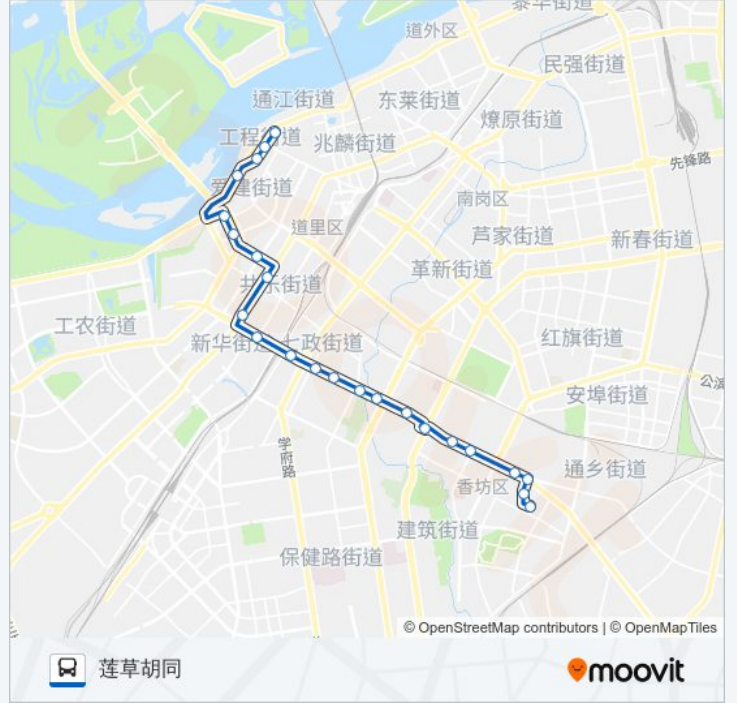 泰华街道
道外区
民强街道
通江街道
东莱街道
燎原街道
工程街道
兆麟街道
先锋路
爱建街道
南岗区
道里区
芦家街道
新春街道
革新街道
共乐街道
工农街道
新华街道
七政街道
红旗街道
公滨
安埠街道
学府路
通乡街道
香坊区
建筑街道
保健路街道
© OpenStreetMap contributors | © OpenMapTiles
莲草胡同
moovit